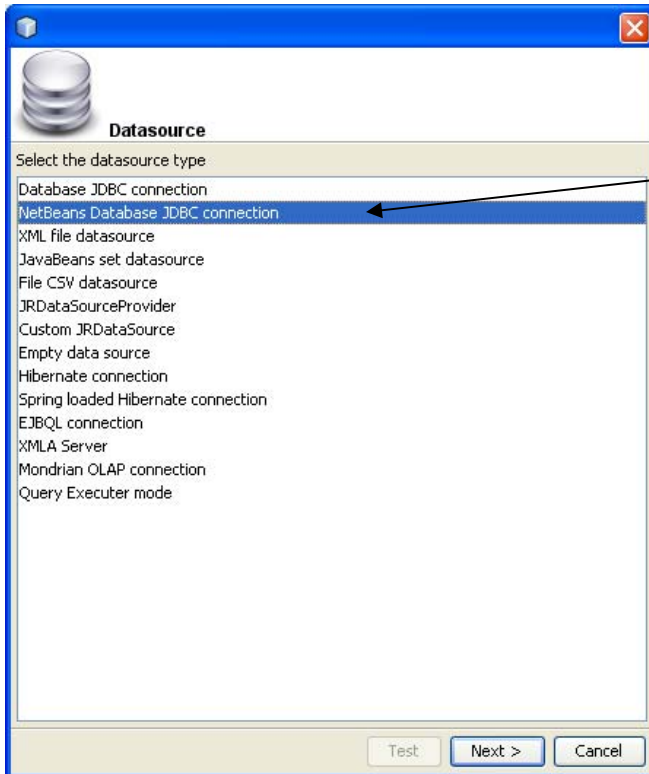 Datasource
Select the datasource type
Database JDBC connection
NetBeans Database JDBC connection
XML file datasource
JavaBeans set datasource
File CSV datasource
JRDataSourceProvider
Custom JRDataSource
Empty data source
Hibernate connection
Spring loaded Hibernate connection
EJBQL connection
XMLA Server
Mondrian OLAP connection
Query Executer mode
Test Next > Cancel